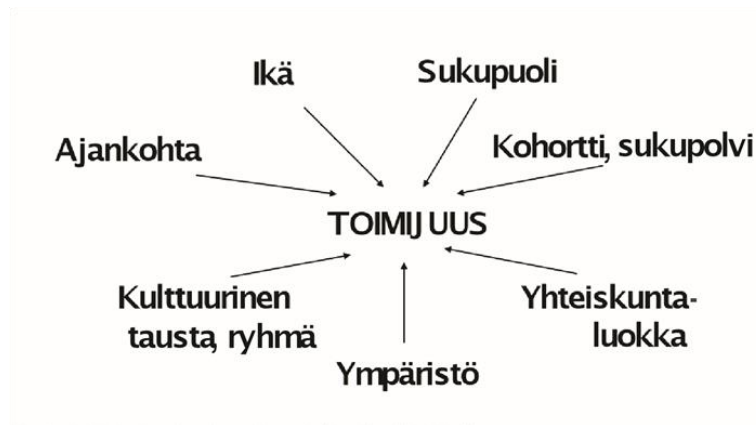 Ikä
Sukupuoli
Ajankohta
Kohortti, sukupolvi
TOIMIJUUS
Kulttuurinen
tausta, ryhmä
Yhteiskunta-
luokka
Ympäristö